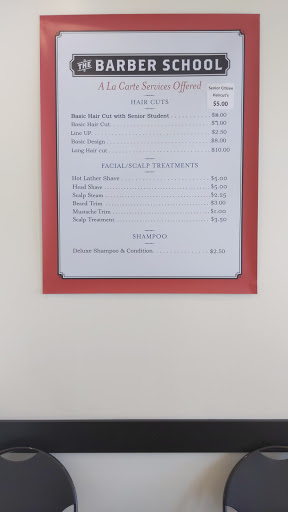 THE BARBER SCHOOL
A La Carte Services Offered
Senior Citizen
Haircut's
$5.00
HAIR CUTS
Basic Hair Cut with Senior Student $8.00
Basic Hair Cut $7.00
Line UP $2.50
Basic Design $8.00
Long Hair cut $10.00
FACIAL/SCALP TREATMENTS
Hot Lather Shave $5.00
Head Shave $5.00
Scalp Steam $2.25
Beard Trim $3.00
Mustache Trim $1.00
Scalp Treatment $3.50
SHAMPOO
Deluxe Shampoo & Condition $2.50